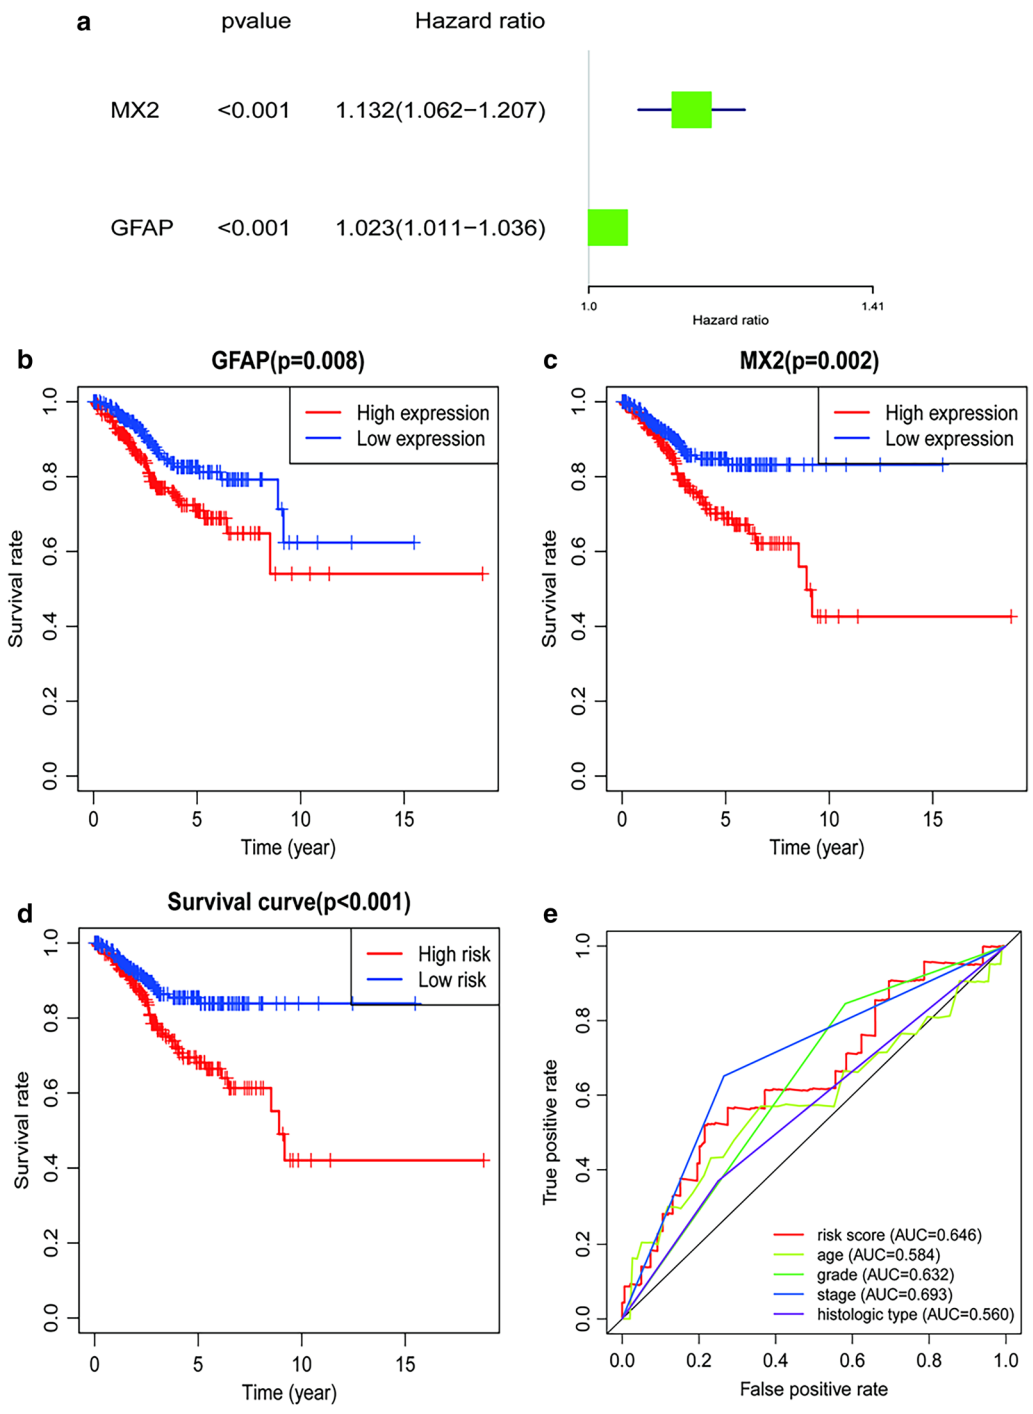 a
pvalue Hazard ratio
MX2 <0.001 1.132(1.062−1.207)
GFAP <0.001 1.023(1.011−1.036)
1.0 1.41
Hazard ratio
b
GFAP(p=0.008)
High expression
Low expression
Survival rate
1.0
0.8
0.6
0.4
0.2
0.0
0 5 10 15
Time (year)
c
MX2(p=0.002)
High expression
Low expression
Survival rate
1.0
0.8
0.6
0.4
0.2
0.0
0 5 10 15
Time (year)
d
Survival curve(p<0.001)
High risk
Low risk
Survival rate
1.0
0.8
0.6
0.4
0.2
0.0
0 5 10 15
Time (year)
e
True positive rate
1.0
0.8
0.6
0.4
0.2
0.0
risk score (AUC=0.646)
age (AUC=0.584)
grade (AUC=0.632)
stage (AUC=0.693)
histologic type (AUC=0.560)
0.0 0.2 0.4 0.6 0.8 1.0
False positive rate